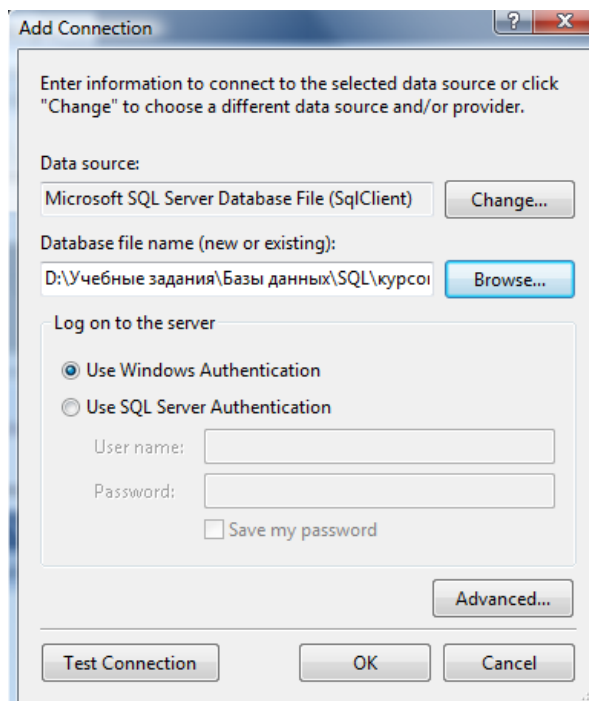 Add Connection
Enter information to connect to the selected data source or click
"Change" to choose a different data source and/or provider.
Data source:
Microsoft SQL Server Database File (SqlClient)
Change...
Database file name (new or existing):
D:\Учебные задания\Базы данных\SQL\курсо
Browse...
Log on to the server
Use Windows Authentication
Use SQL Server Authentication
User name:
Password:
Save my password
Advanced...
Test Connection
OK
Cancel